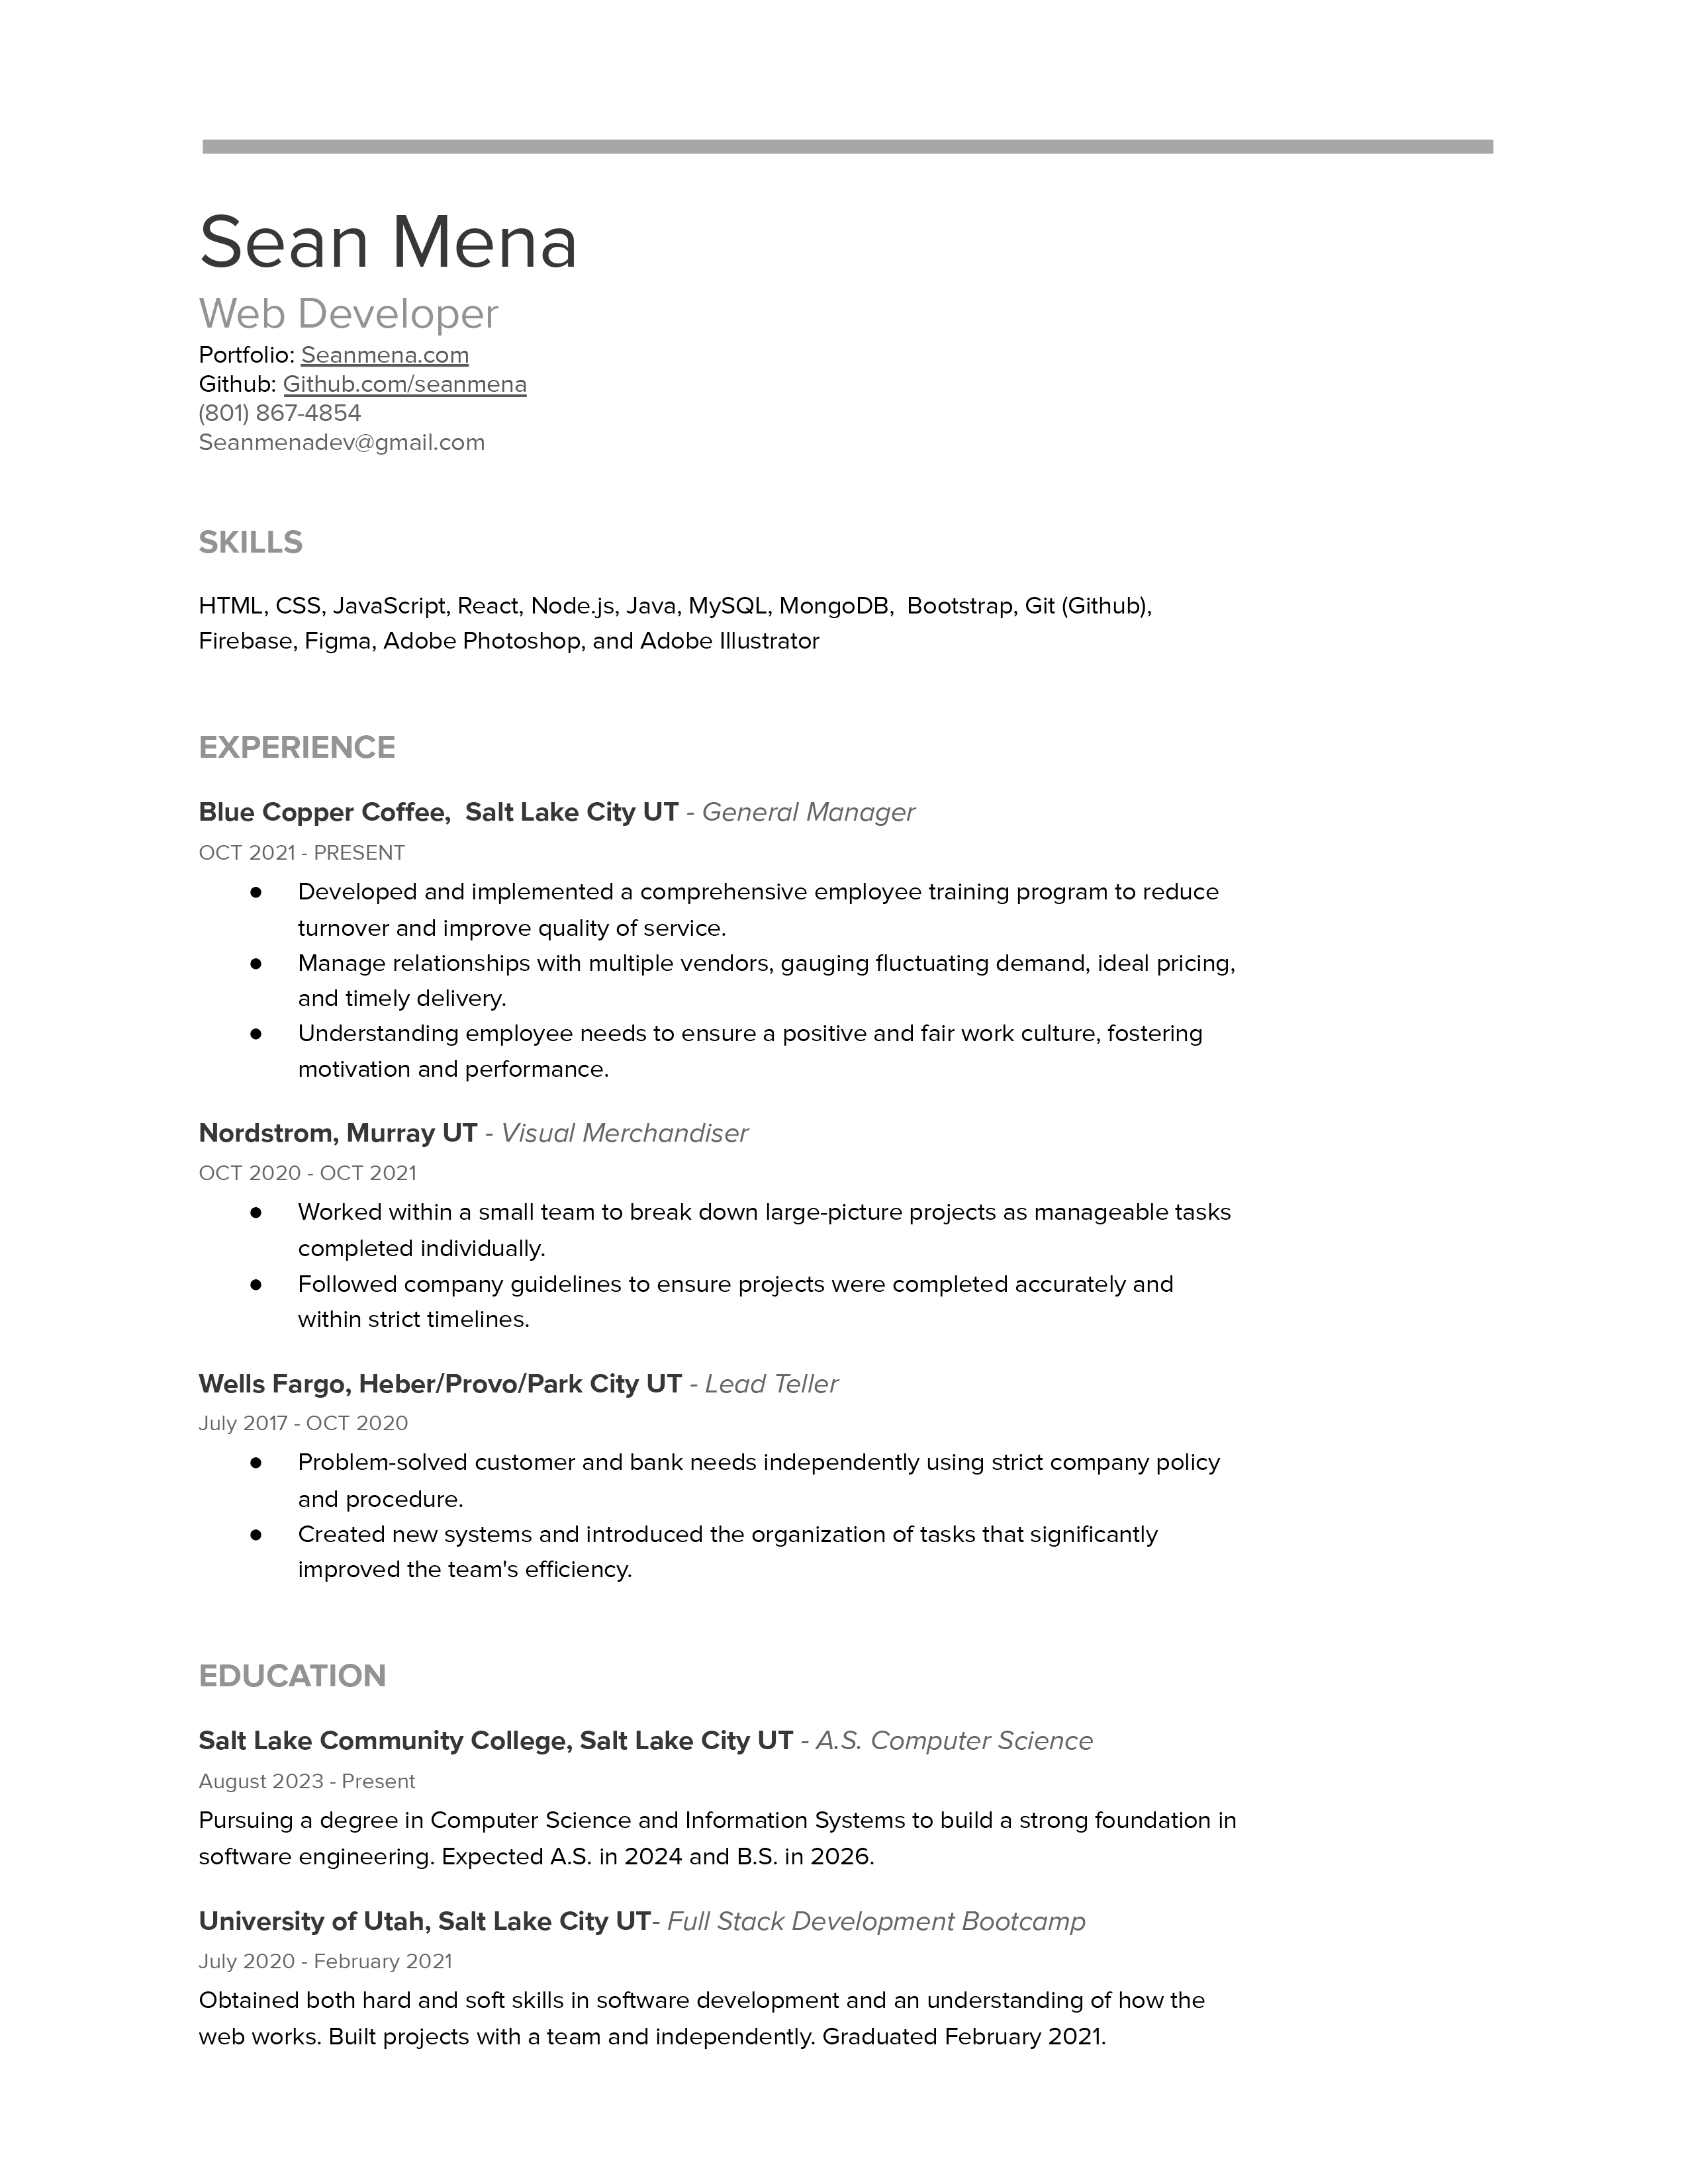 Sean Mena
Web Developer
Portfolio: Seanmena.com
Github: Github.com/seanmena
(801) 867-4854
Seanmenadev@gmail.com
SKILLS
HTML, CSS, JavaScript, React, Node.js, Java, MySQL, MongoDB,  Bootstrap, Git (Github),
Firebase, Figma, Adobe Photoshop, and Adobe Illustrator
EXPERIENCE
Blue Copper Coffee,  Salt Lake City UT - General Manager
OCT 2021 - PRESENT
● Developed and implemented a comprehensive employee training program to reduce
turnover and improve quality of service.
● Manage relationships with multiple vendors, gauging fluctuating demand, ideal pricing,
and timely delivery.
● Understanding employee needs to ensure a positive and fair work culture, fostering
motivation and performance.
Nordstrom, Murray UT - Visual Merchandiser
OCT 2020 - OCT 2021
● Worked within a small team to break down large-picture projects as manageable tasks
completed individually.
● Followed company guidelines to ensure projects were completed accurately and
within strict timelines.
Wells Fargo, Heber/Provo/Park City UT - Lead Teller
July 2017 - OCT 2020
● Problem-solved customer and bank needs independently using strict company policy
and procedure.
● Created new systems and introduced the organization of tasks that significantly
improved the team's efficiency.
EDUCATION
Salt Lake Community College, Salt Lake City UT - A.S. Computer Science
August 2023 - Present
Pursuing a degree in Computer Science and Information Systems to build a strong foundation in
software engineering. Expected A.S. in 2024 and B.S. in 2026.
University of Utah, Salt Lake City UT- Full Stack Development Bootcamp
July 2020 - February 2021
Obtained both hard and soft skills in software development and an understanding of how the
web works. Built projects with a team and independently. Graduated February 2021.